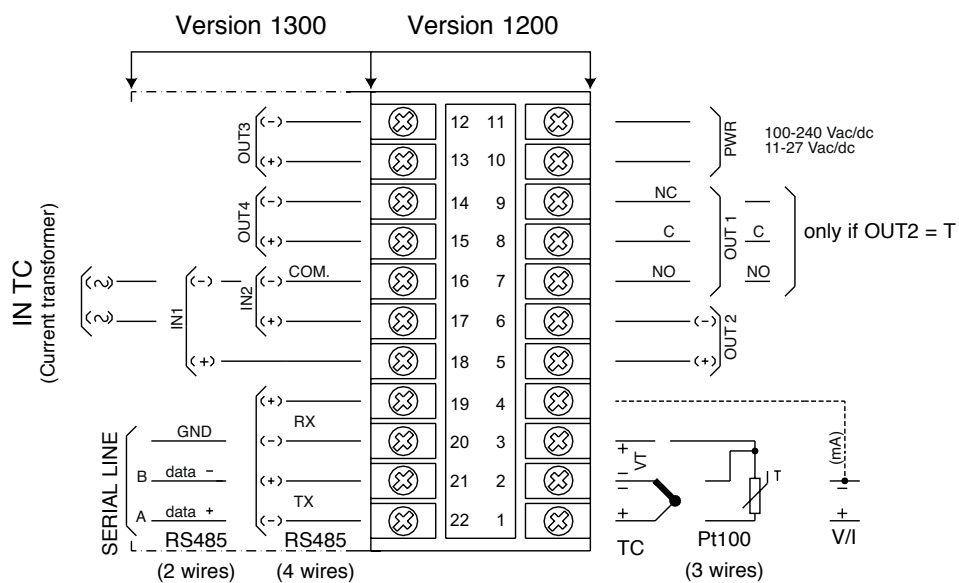 Version 1300 Version 1200
OUT3 (-) 12 11 PWR 100-240 Vac/dc
11-27 Vac/dc
(+) 13 10
OUT4 (-) 14 9 NC OUT 1
(+) 15 8 C C only if OUT2 = T
IN TC
(Current transformer)
(~) IN1 (-) IN2 COM. 16 7 NO NO
(~) (+) 17 6 (-) OUT 2
(+) 18 5 (+)
(+) RX 19 4 (mA)
SERIAL LINE GND (-) 20 3 + VT T
B data - (+) TX 21 2 - - -
A data + (-) 22 1 + +
RS485 RS485 TC Pt100 V/I
(2 wires) (4 wires) (3 wires)